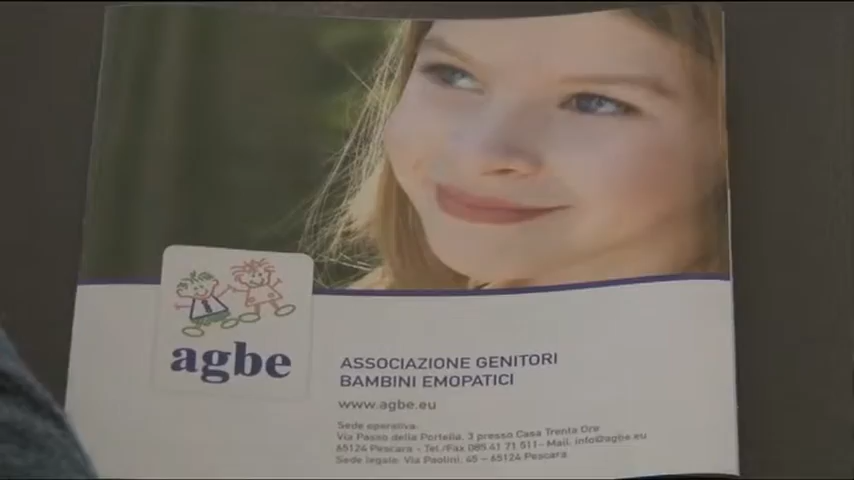 agbe
ASSOCIAZIONE GENITORI
BAMBINI EMOPATICI
www.agbe.eu
Sede operativa:
Via Passo della Portella, 3 presso Casa Trenta Ore
65124 Pescara - Tel./Fax 085 41 71 511 - Mail. info@agbe.eu
Sede legale: Via Paolini, 45 - 65124 Pescara